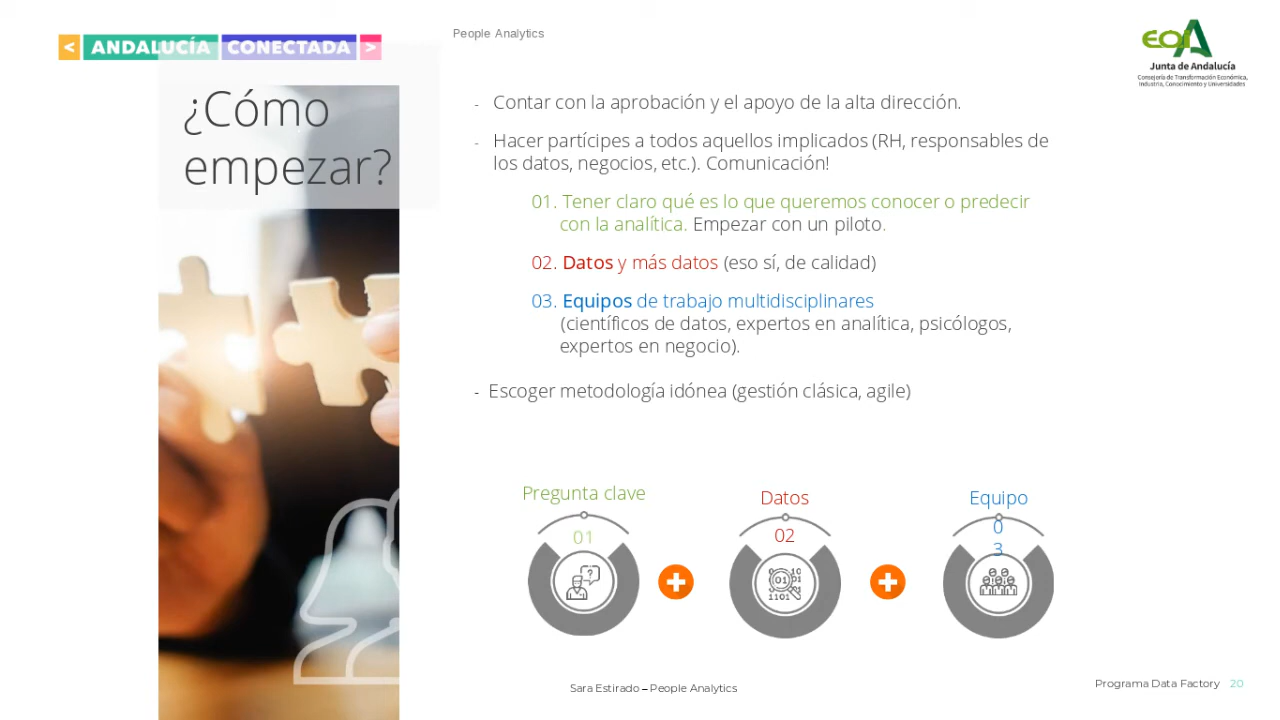 < ANDALUCÍA CONECTADA >
People Analytics
EOI
Junta de Andalucía
Consejería de Transformación Económica,
Industria, Conocimiento y Universidades
¿Cómo
empezar?
- Contar con la aprobación y el apoyo de la alta dirección.
- Hacer partícipes a todos aquellos implicados (RH, responsables de
los datos, negocios, etc.). Comunicación!
01. Tener claro qué es lo que queremos conocer o predecir
con la analítica. Empezar con un piloto.
02. Datos y más datos (eso sí, de calidad)
03. Equipos de trabajo multidisciplinares
(científicos de datos, expertos en analítica, psicólogos,
expertos en negocio).
- Escoger metodología idónea (gestión clásica, agile)
Pregunta clave
01
Datos
02
Equipo
0
3
Sara Estirado – People Analytics
Programa Data Factory 20